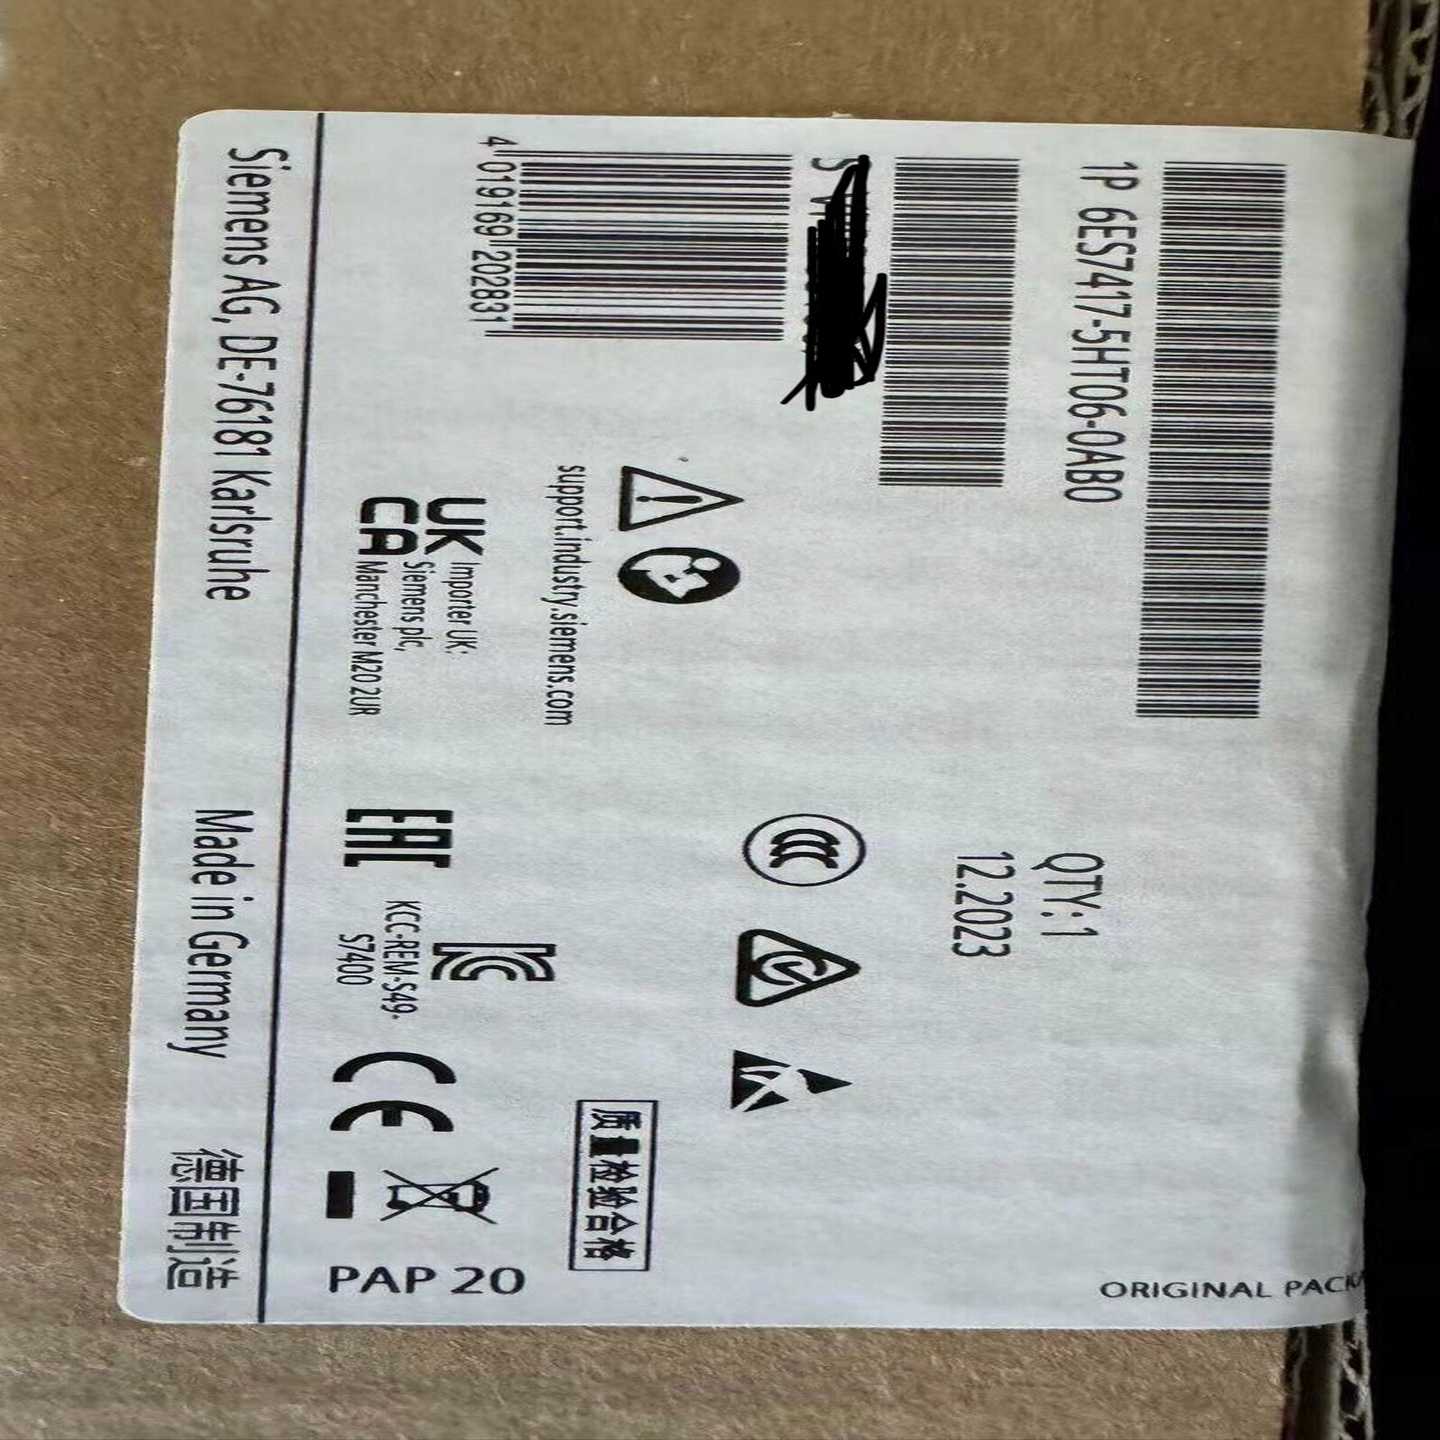 1P 6ES7417-5HT06-0AB0
QTY: 1
12.2023
4 019169 202831
support.industry.siemens.com
质量检验合格
UK
CA
Importer UK:
Siemens plc,
Manchester M20 2UR
EAC
KCC-REM-S49-
S7400
CE
PAP 20
Siemens AG, DE-76181 Karlsruhe
Made in Germany
德国制造
ORIGINAL